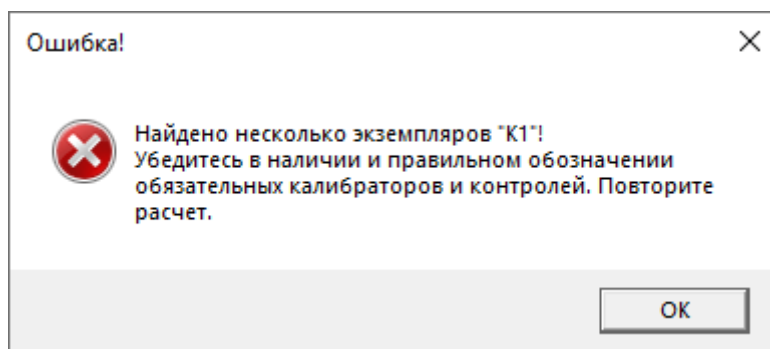 Ошибка!
Найдено несколько экземпляров "К1"!
Убедитесь в наличии и правильном обозначении
обязательных калибраторов и контролей. Повторите
расчет.
OK